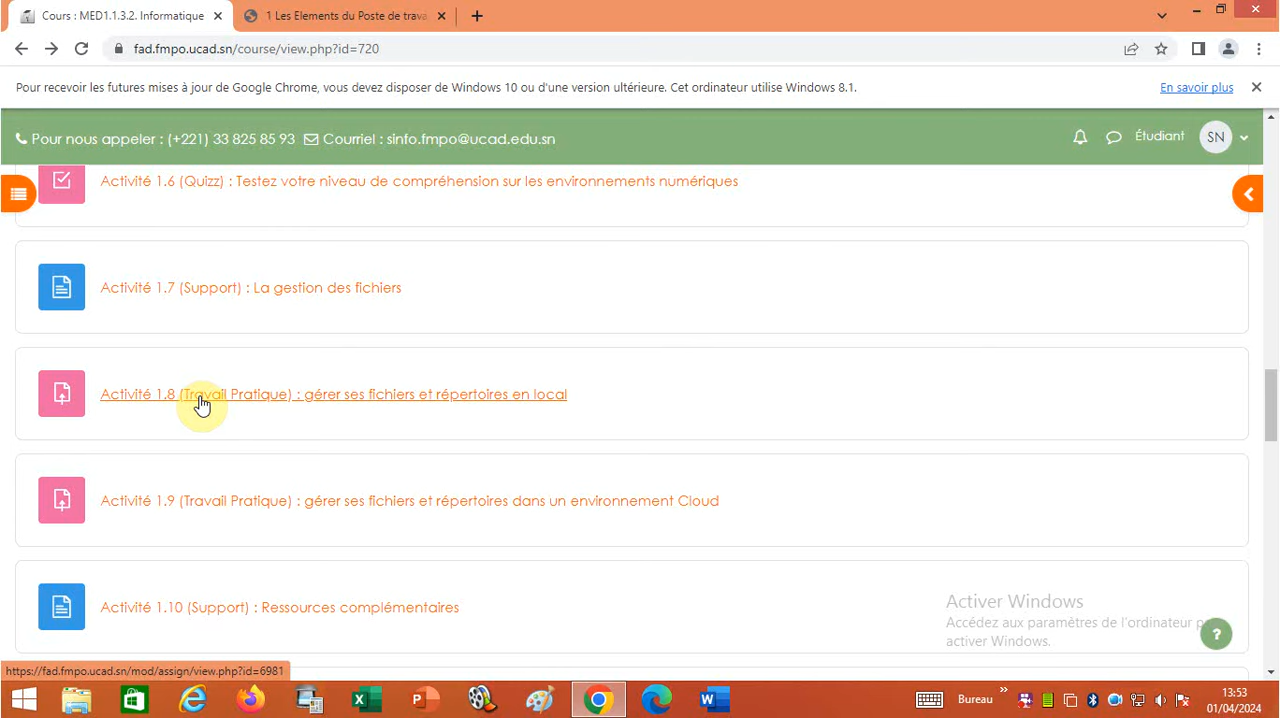 Cours : MED1.1.3.2. Informatique
1 Les Elements du Poste de trava
fad.fmpo.ucad.sn/course/view.php?id=720
Pour recevoir les futures mises à jour de Google Chrome, vous devez disposer de Windows 10 ou d'une version ultérieure. Cet ordinateur utilise Windows 8.1.
En savoir plus
Pour nous appeler : (+221) 33 825 85 93 Courriel : sinfo.fmpo@ucad.edu.sn
Étudiant
SN
Activité 1.6 (Quizz) : Testez votre niveau de compréhension sur les environnements numériques
Activité 1.7 (Support) : La gestion des fichiers
Activité 1.8 (Travail Pratique) : gérer ses fichiers et répertoires en local
Activité 1.9 (Travail Pratique) : gérer ses fichiers et répertoires dans un environnement Cloud
Activité 1.10 (Support) : Ressources complémentaires
Activer Windows
Accédez aux paramètres de l'ordinateur p
activer Windows.
?
https://fad.fmpo.ucad.sn/mod/assign/view.php?id=6981
Bureau
13:53
01/04/2024